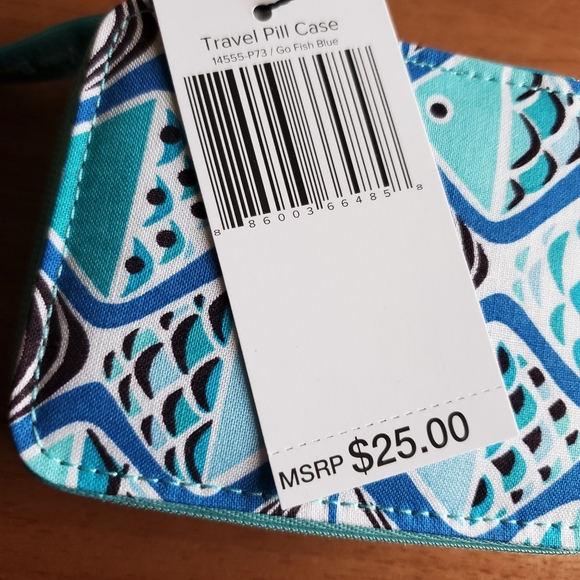 Travel Pill Case
14555-P73 / Go Fish Blue
8 86003 66485 8
MSRP $25.00